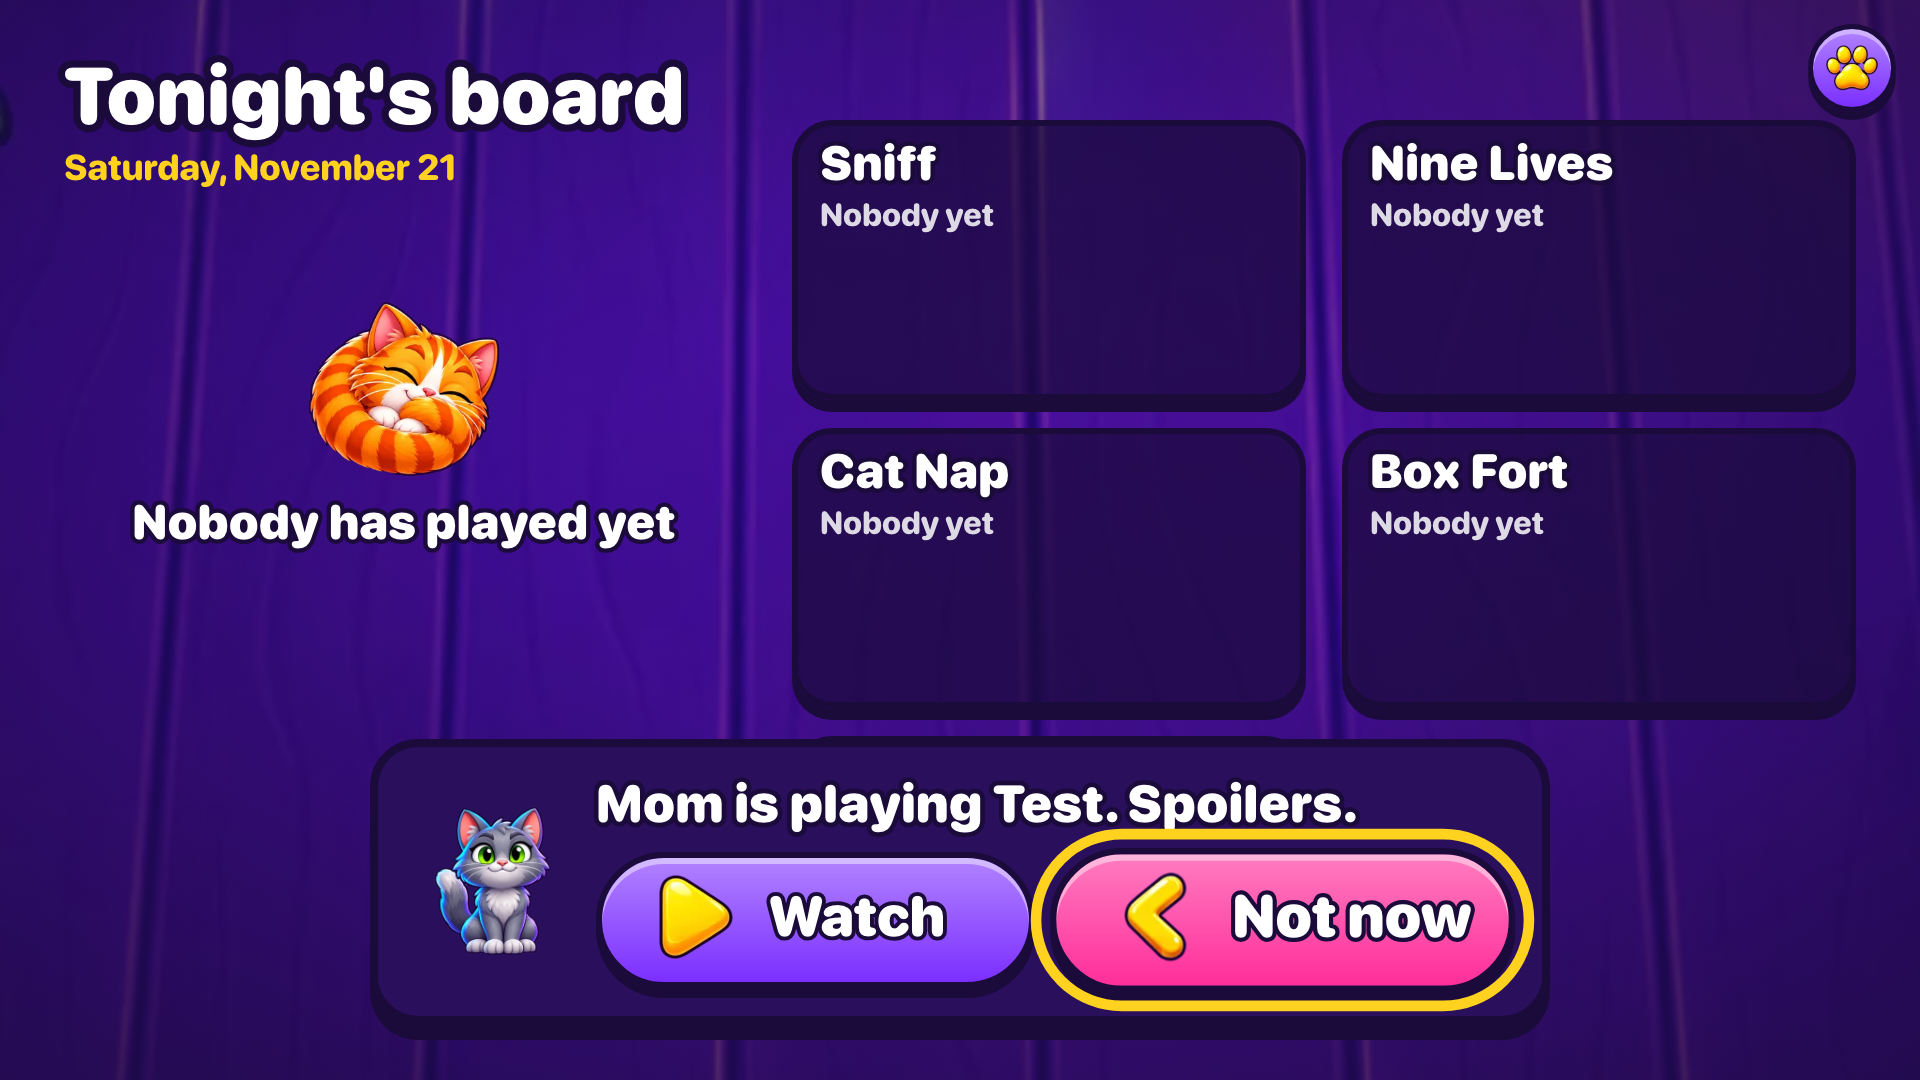 Tonight's board
Saturday, November 21
Nobody has played yet
Sniff
Nobody yet
Nine Lives
Nobody yet
Cat Nap
Nobody yet
Box Fort
Nobody yet
Mom is playing Test. Spoilers.
Watch
Not now